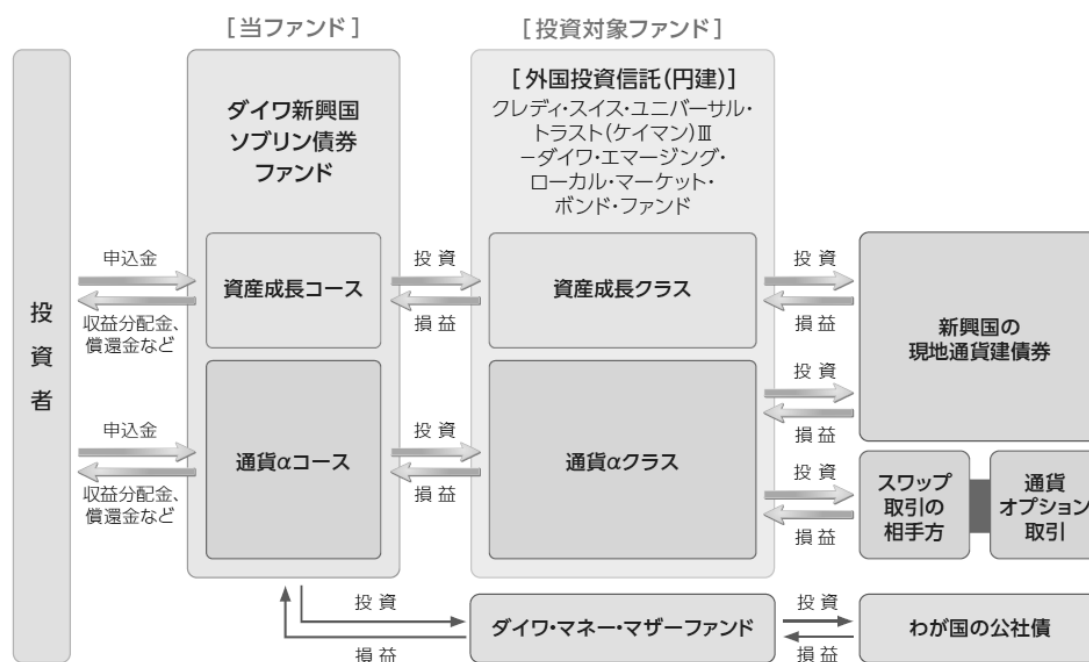 [当ファンド]
[投資対象ファンド]
投資者
ダイワ新興国
ソブリン債券
ファンド
[外国投資信託(円建)]
クレディ・スイス・ユニバーサル・
トラスト(ケイマン)Ⅲ
−ダイワ・エマージング・
ローカル・マーケット・
ボンド・ファンド
申込金
収益分配金、
償還金など
資産成長コース
投 資
損 益
資産成長クラス
投 資
損 益
新興国の
現地通貨建債券
申込金
収益分配金、
償還金など
通貨αコース
投 資
損 益
通貨αクラス
投 資
損 益
投 資
損 益
スワップ
取引の
相手方
通貨
オプション
取引
投 資
損 益
ダイワ・マネー・マザーファンド
投 資
損 益
わが国の公社債